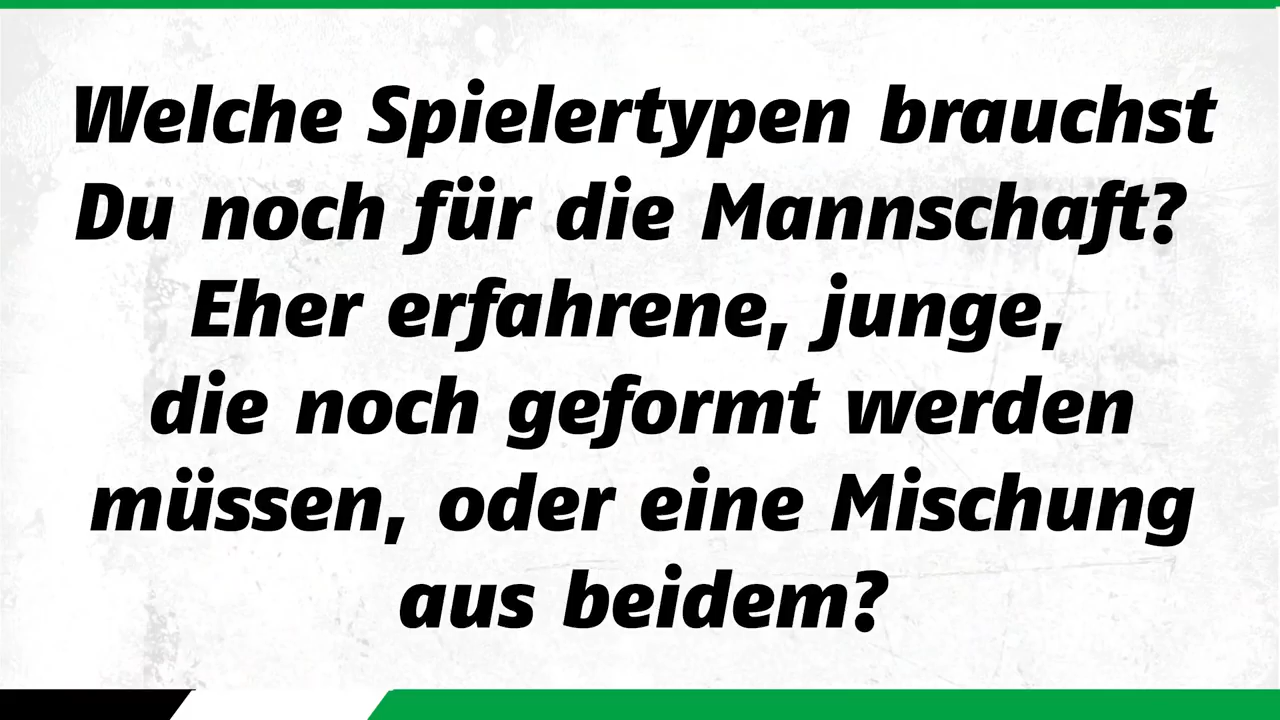 Welche Spielertypen brauchst
Du noch für die Mannschaft?
Eher erfahrene, junge,
die noch geformt werden
müssen, oder eine Mischung
aus beidem?